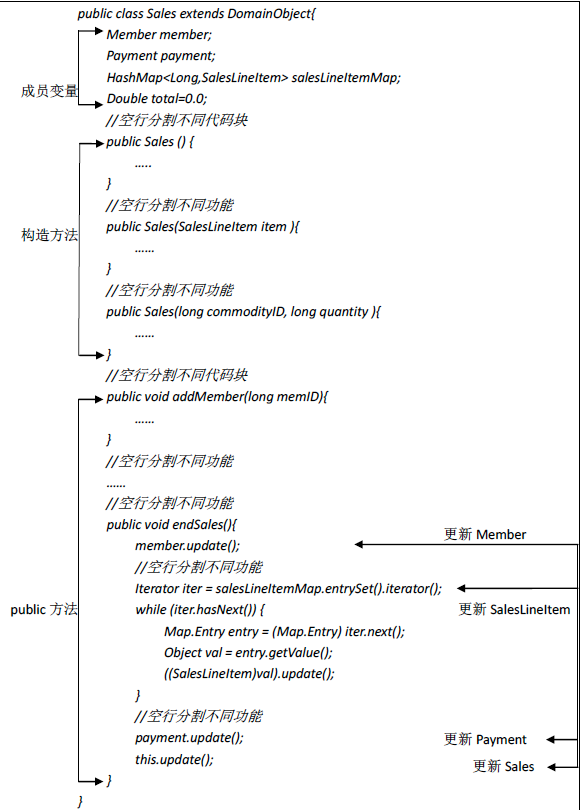 public class Sales extends DomainObject{
Member member;
Payment payment;
HashMap<Long,SalesLineItem> salesLineItemMap;
成员变量
Double total=0.0;
//空行分割不同代码块
public Sales () {
.....
}
//空行分割不同功能
构造方法
public Sales(SalesLineItem item ){
......
}
//空行分割不同功能
public Sales(long commodityID, long quantity ){
......
}
//空行分割不同代码块
public void addMember(long memID){
......
}
//空行分割不同功能
......
//空行分割不同功能
public void endSales(){
更新 Member
member.update();
//空行分割不同功能
Iterator iter = salesLineItemMap.entrySet().iterator();
public 方法
while (iter.hasNext()) {
更新 SalesLineItem
Map.Entry entry = (Map.Entry) iter.next();
Object val = entry.getValue();
((SalesLineItem)val).update();
}
//空行分割不同功能
payment.update();
更新 Payment
this.update();
更新 Sales
}
}